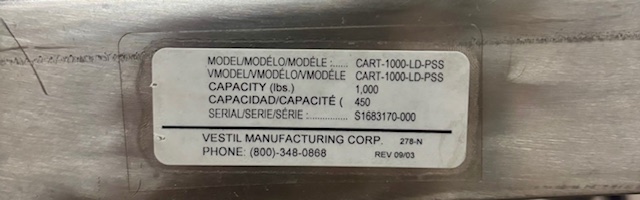 MODEL/MODÉLO/MODÈLE :...... CART-1000-LD-PSS
VMODEL/VMODÉLO/VMODÈLE CART-1000-LD-PSS
CAPACITY (lbs.) 1,000
CAPACIDAD/CAPACITÉ ( 450
SERIAL/SERIE/SÉRIE:................ S1683170-000
VESTIL MANUFACTURING CORP. 278-N
PHONE: (800)-348-0868 REV 09/03